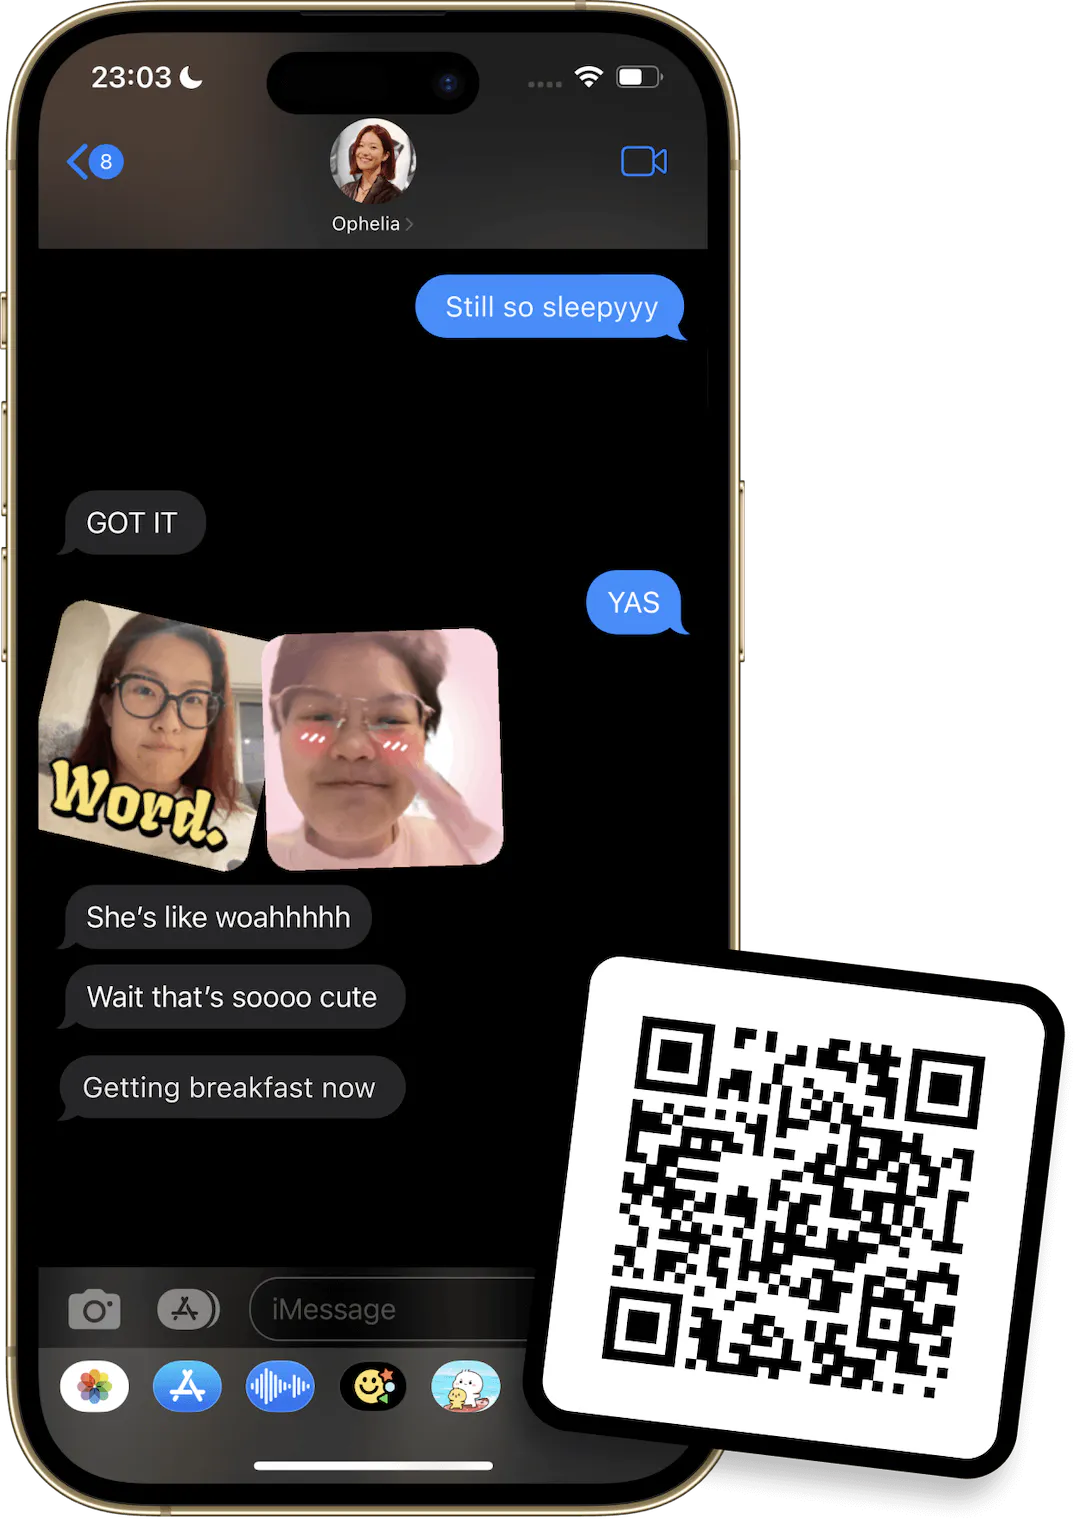 23:03
8
Ophelia
Still so sleepyyy
GOT IT
YAS
Word.
She’s like woahhhhh
Wait that’s soooo cute
Getting breakfast now
iMessage